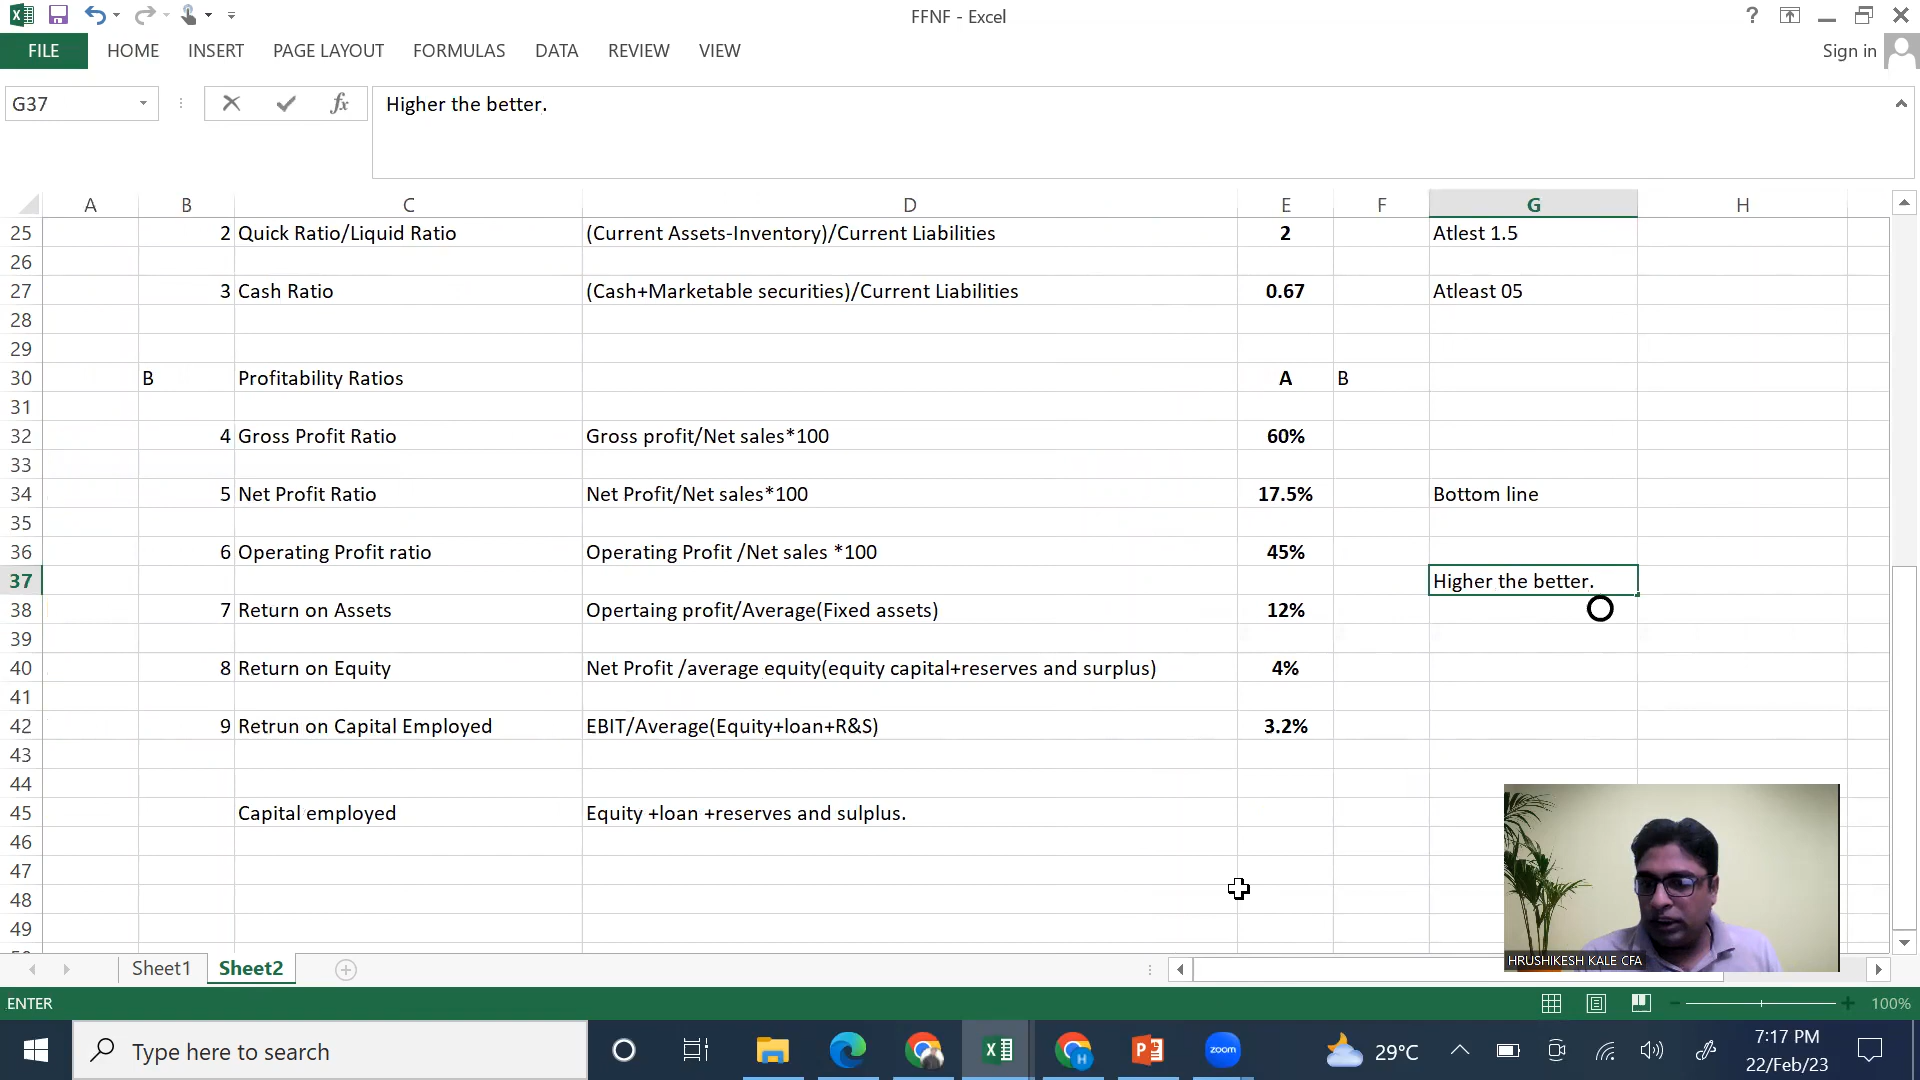 FFNF - Excel
?
FILE HOME INSERT PAGE LAYOUT FORMULAS DATA REVIEW VIEW
Sign in
G37
fx
Higher the better.
A B C D E F G H
25 2 Quick Ratio/Liquid Ratio (Current Assets-Inventory)/Current Liabilities 2 Atlest 1.5
26
27 3 Cash Ratio (Cash+Marketable securities)/Current Liabilities 0.67 Atleast 05
28
29
30 B Profitability Ratios A B
31
32 4 Gross Profit Ratio Gross profit/Net sales*100 60%
33
34 5 Net Profit Ratio Net Profit/Net sales*100 17.5% Bottom line
35
36 6 Operating Profit ratio Operating Profit /Net sales *100 45%
37 Higher the better.
38 7 Return on Assets Opertaing profit/Average(Fixed assets) 12%
39
40 8 Return on Equity Net Profit /average equity(equity capital+reserves and surplus) 4%
41
42 9 Retrun on Capital Employed EBIT/Average(Equity+loan+R&S) 3.2%
43
44
45 Capital employed Equity +loan +reserves and sulplus.
46
47
48
49
HRUSHIKESH KALE CFA
Sheet1 Sheet2
ENTER
100%
Type here to search
zoom
29°C
7:17 PM
22/Feb/23